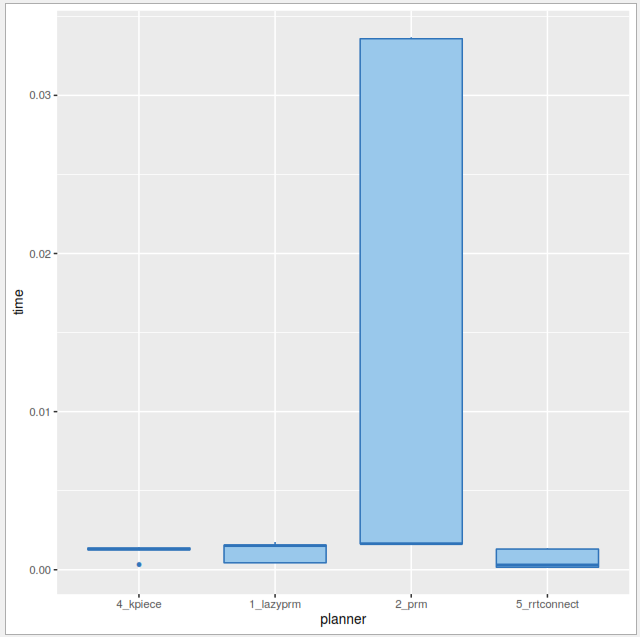 0.03
0.02
0.01
0.00
time
4_kpiece 1_lazyprm 2_prm 5_rrtconnect
planner